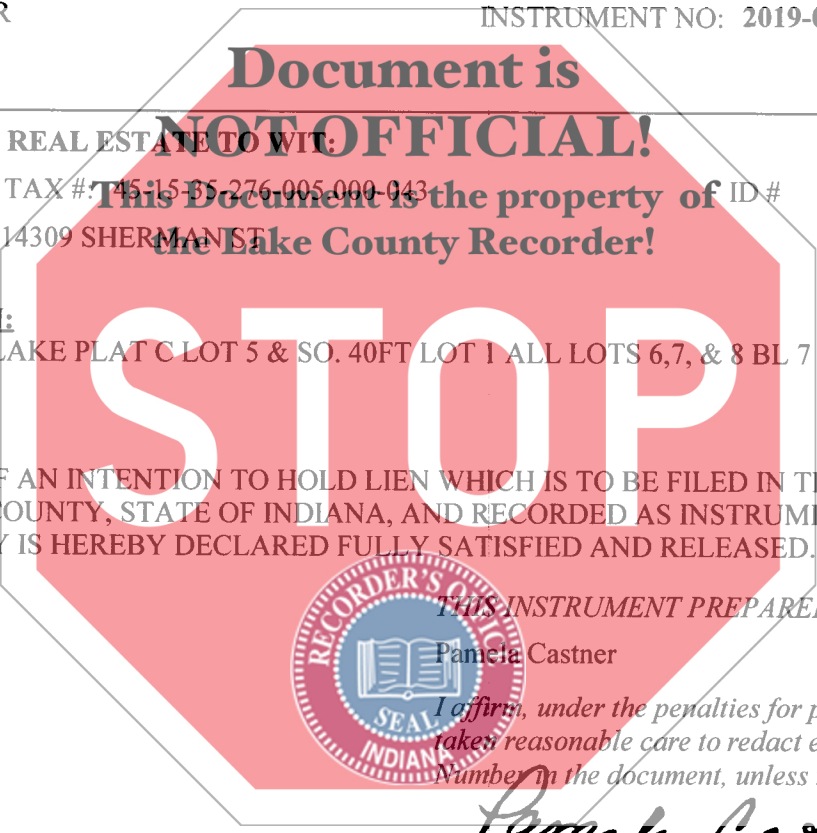 R
INSTRUMENT NO: 2019-0
Document is
NOT OFFICIAL!
REAL ESTATE TO WIT:
This Document is the property of
TAX #: 45-15-35-276-005.000-043 ID #
the Lake County Recorder!
14309 SHERMAN ST
STOP
LAKE PLAT C LOT 5 & SO. 40FT LOT 1 ALL LOTS 6,7, & 8 BL 7
F AN INTENTION TO HOLD LIEN WHICH IS TO BE FILED IN
COUNTY, STATE OF INDIANA, AND RECORDED AS
Y IS HEREBY DECLARED FULLY SATISFIED AND RELEASED.
RECORDER'S OFFICE
SEAL
INDIANA
THIS INSTRUMENT
Pamela Castner
I affirm, under the penalties for
taken reasonable care to redact
Number in the document, unless